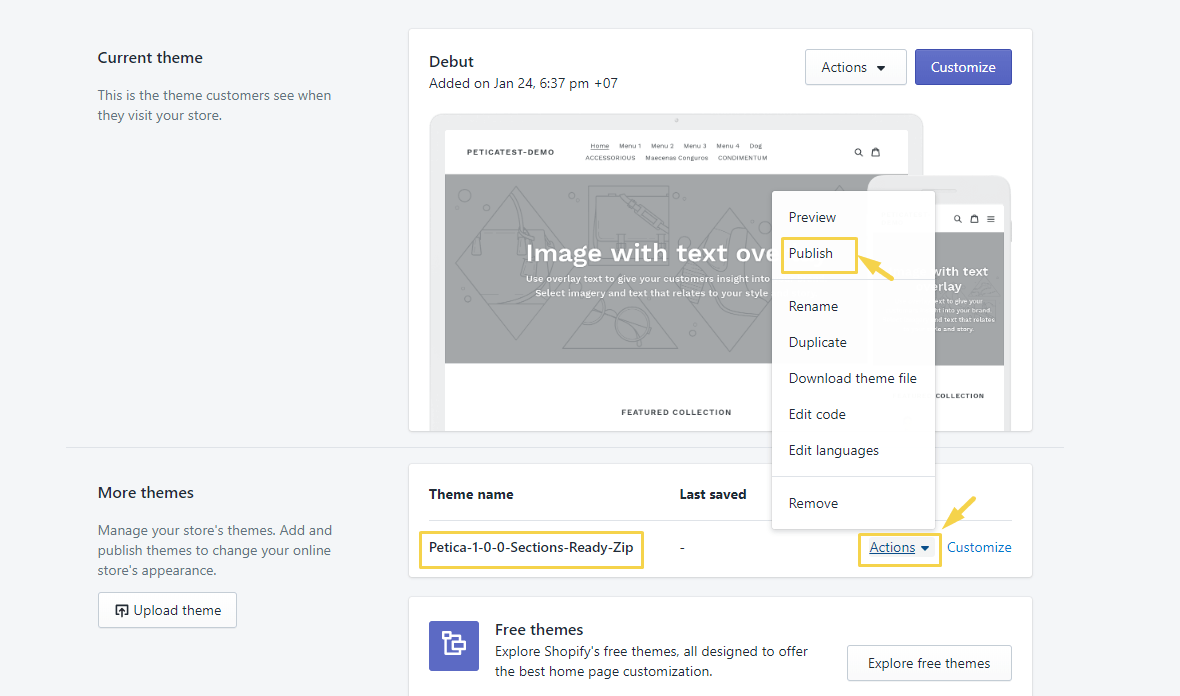 Current theme
This is the theme customers see when
they visit your store.
Debut
Added on Jan 24, 6:37 pm +07
Actions
Customize
PETICATEST-DEMO
Home Menu 1 Menu 2 Menu 3 Menu 4 Dog
ACCESSORIOUS Maecenas Conguros CONDIMENTUM
Image with text ove
Use overlay text to give your customers insight into
Select imagery and text that relates to your style
FEATURED COLLECTION
with text
rlay
ext to give your
ht into your brand.
nd text that relates
le and story.
COLLECTION
Preview
Publish
Rename
Duplicate
Download theme file
Edit code
Edit languages
Remove
More themes
Manage your store's themes. Add and
publish themes to change your online
store's appearance.
Upload theme
Theme name Last saved
Petica-1-0-0-Sections-Ready-Zip - Actions Customize
Free themes
Explore Shopify's free themes, all designed to offer
the best home page customization.
Explore free themes